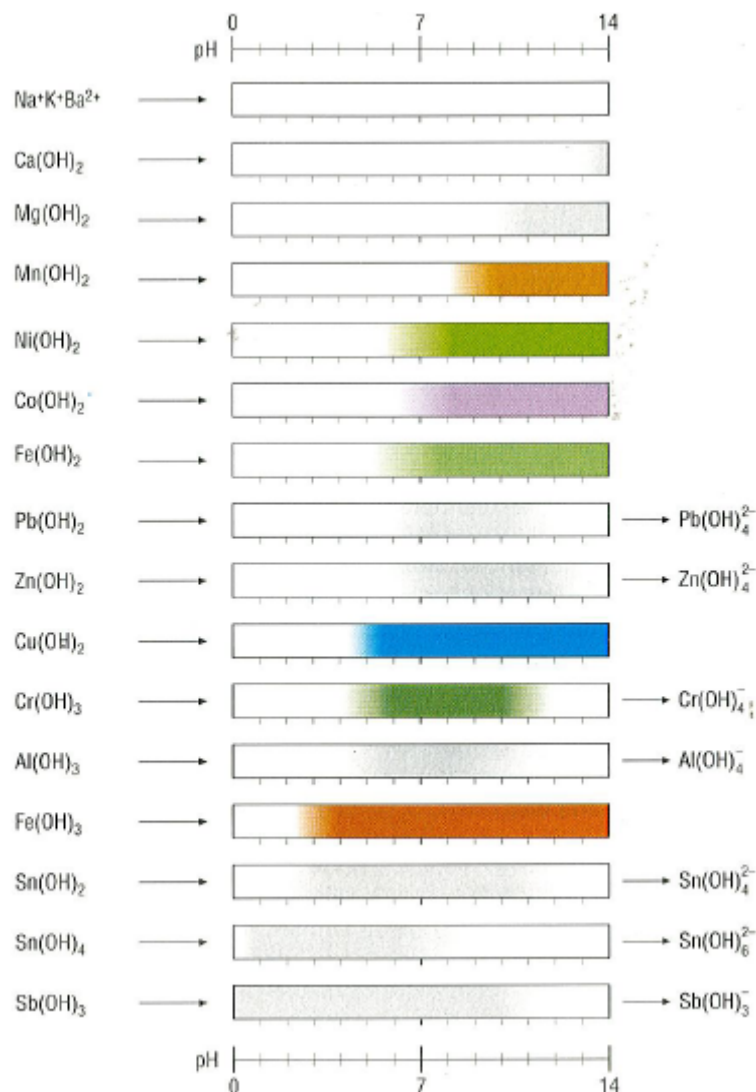 0 7 14
pH
Na⁺K⁺Ba²⁺
Ca(OH)₂
Mg(OH)₂
Mn(OH)₂
Ni(OH)₂
Co(OH)₂
Fe(OH)₂
Pb(OH)₂ Pb(OH)₄²⁻
Zn(OH)₂ Zn(OH)₄²⁻
Cu(OH)₂
Cr(OH)₃ Cr(OH)₄⁻
Al(OH)₃ Al(OH)₄⁻
Fe(OH)₃
Sn(OH)₂ Sn(OH)₄²⁻
Sn(OH)₄ Sn(OH)₆²⁻
Sb(OH)₃ Sb(OH)₃⁻
pH
0 7 14